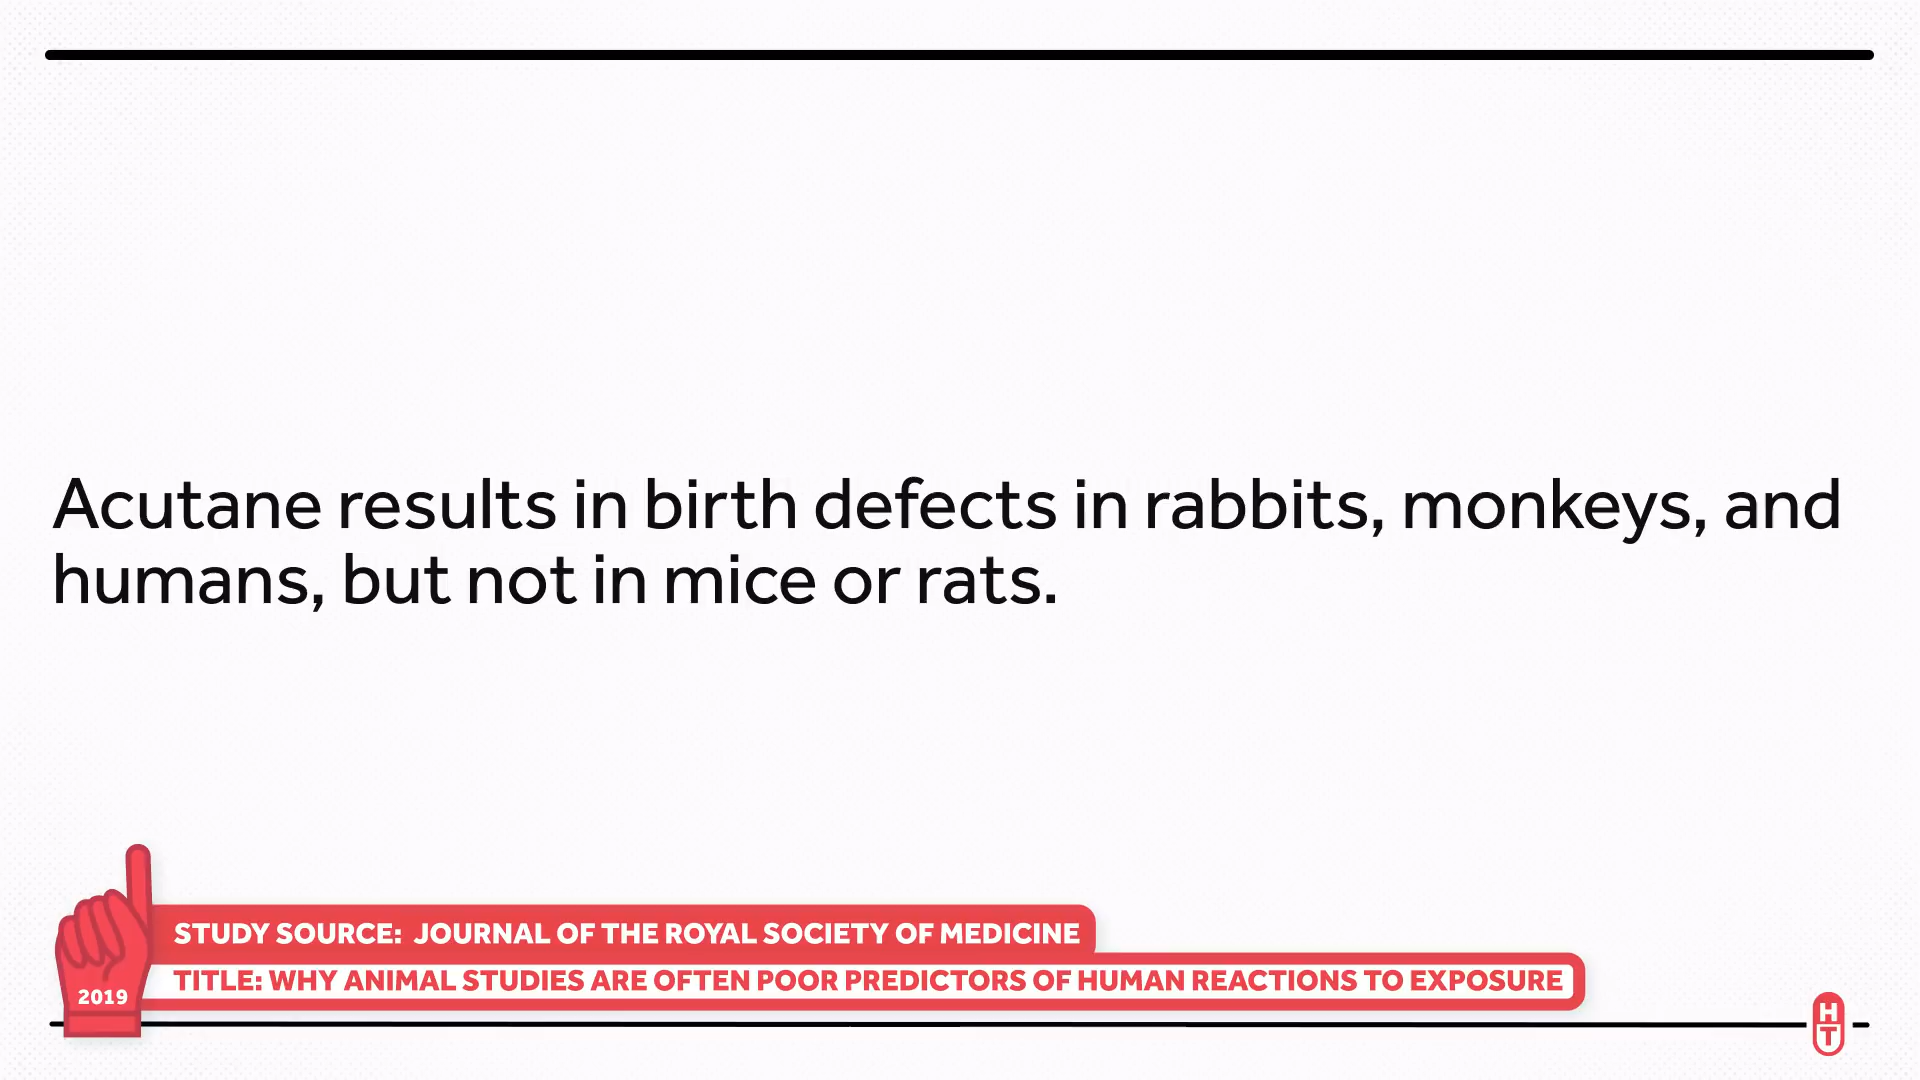 Acutane results in birth defects in rabbits, monkeys, and
humans, but not in mice or rats.
STUDY SOURCE: JOURNAL OF THE ROYAL SOCIETY OF MEDICINE
TITLE: WHY ANIMAL STUDIES ARE OFTEN POOR PREDICTORS OF HUMAN REACTIONS TO EXPOSURE
2019
H
T